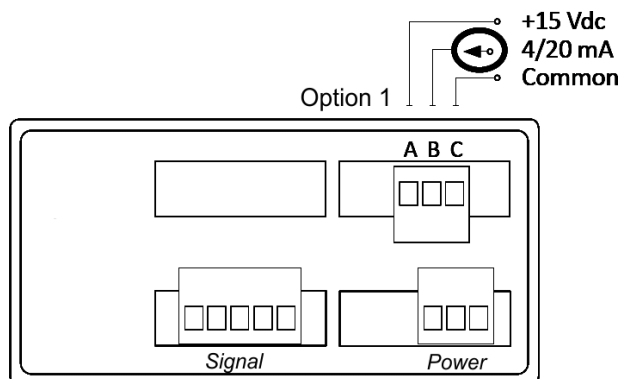 +15 Vdc
4/20 mA
Common
Option 1
A B C
Signal
Power